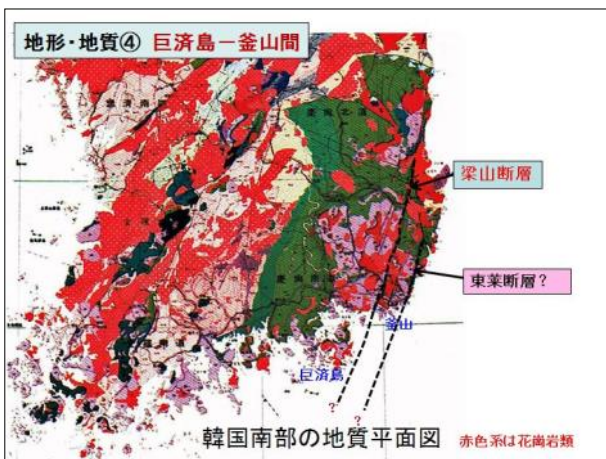 地形・地質④ 巨済島－釜山間
梁山断層
東莱断層?
釜山
巨済島
?
?
韓国南部の地質平面図 赤色系は花崗岩類